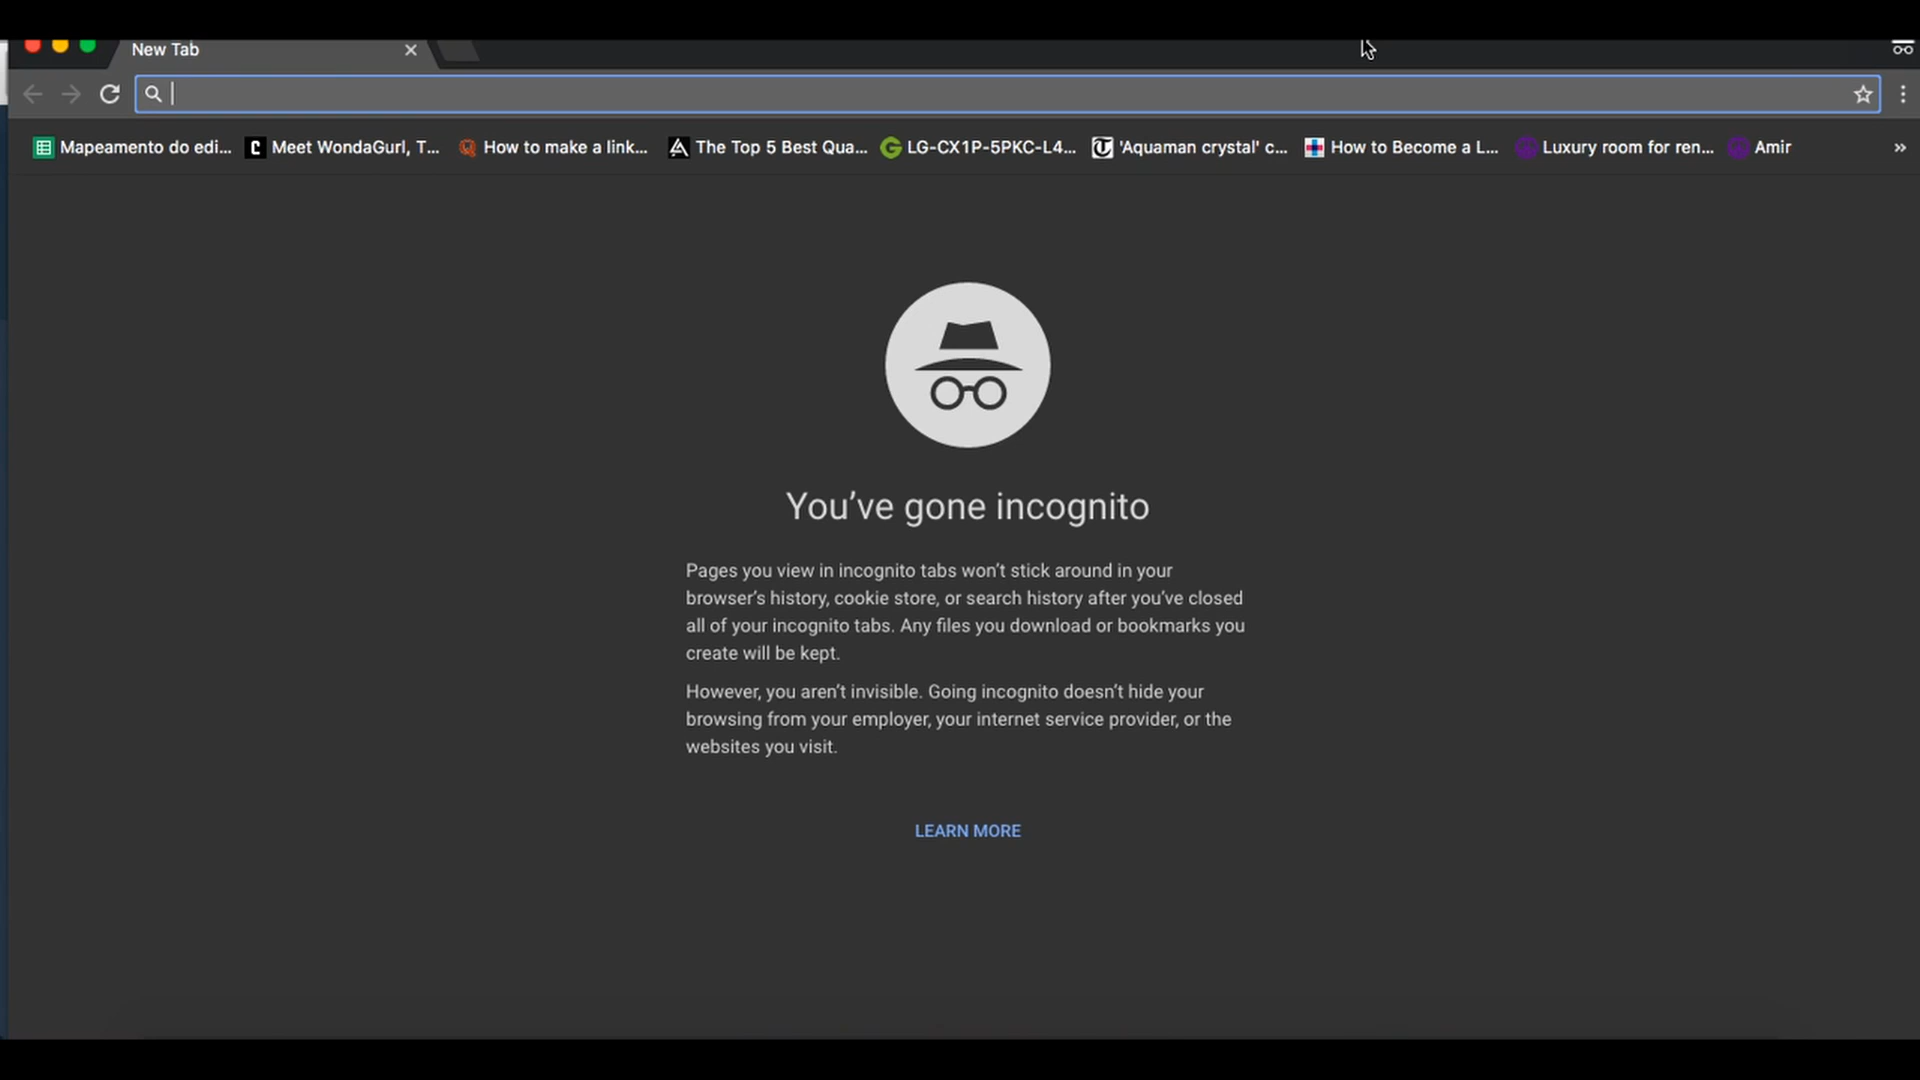 New Tab
Mapeamento do edi... Meet WondaGurl, T... How to make a link... The Top 5 Best Qua... LG-CX1P-5PKC-L4... 'Aquaman crystal' c... How to Become a L... Luxury room for ren... Amir »
You've gone incognito
Pages you view in incognito tabs won't stick around in your
browser's history, cookie store, or search history after you've closed
all of your incognito tabs. Any files you download or bookmarks you
create will be kept.
However, you aren't invisible. Going incognito doesn't hide your
browsing from your employer, your internet service provider, or the
websites you visit.
LEARN MORE